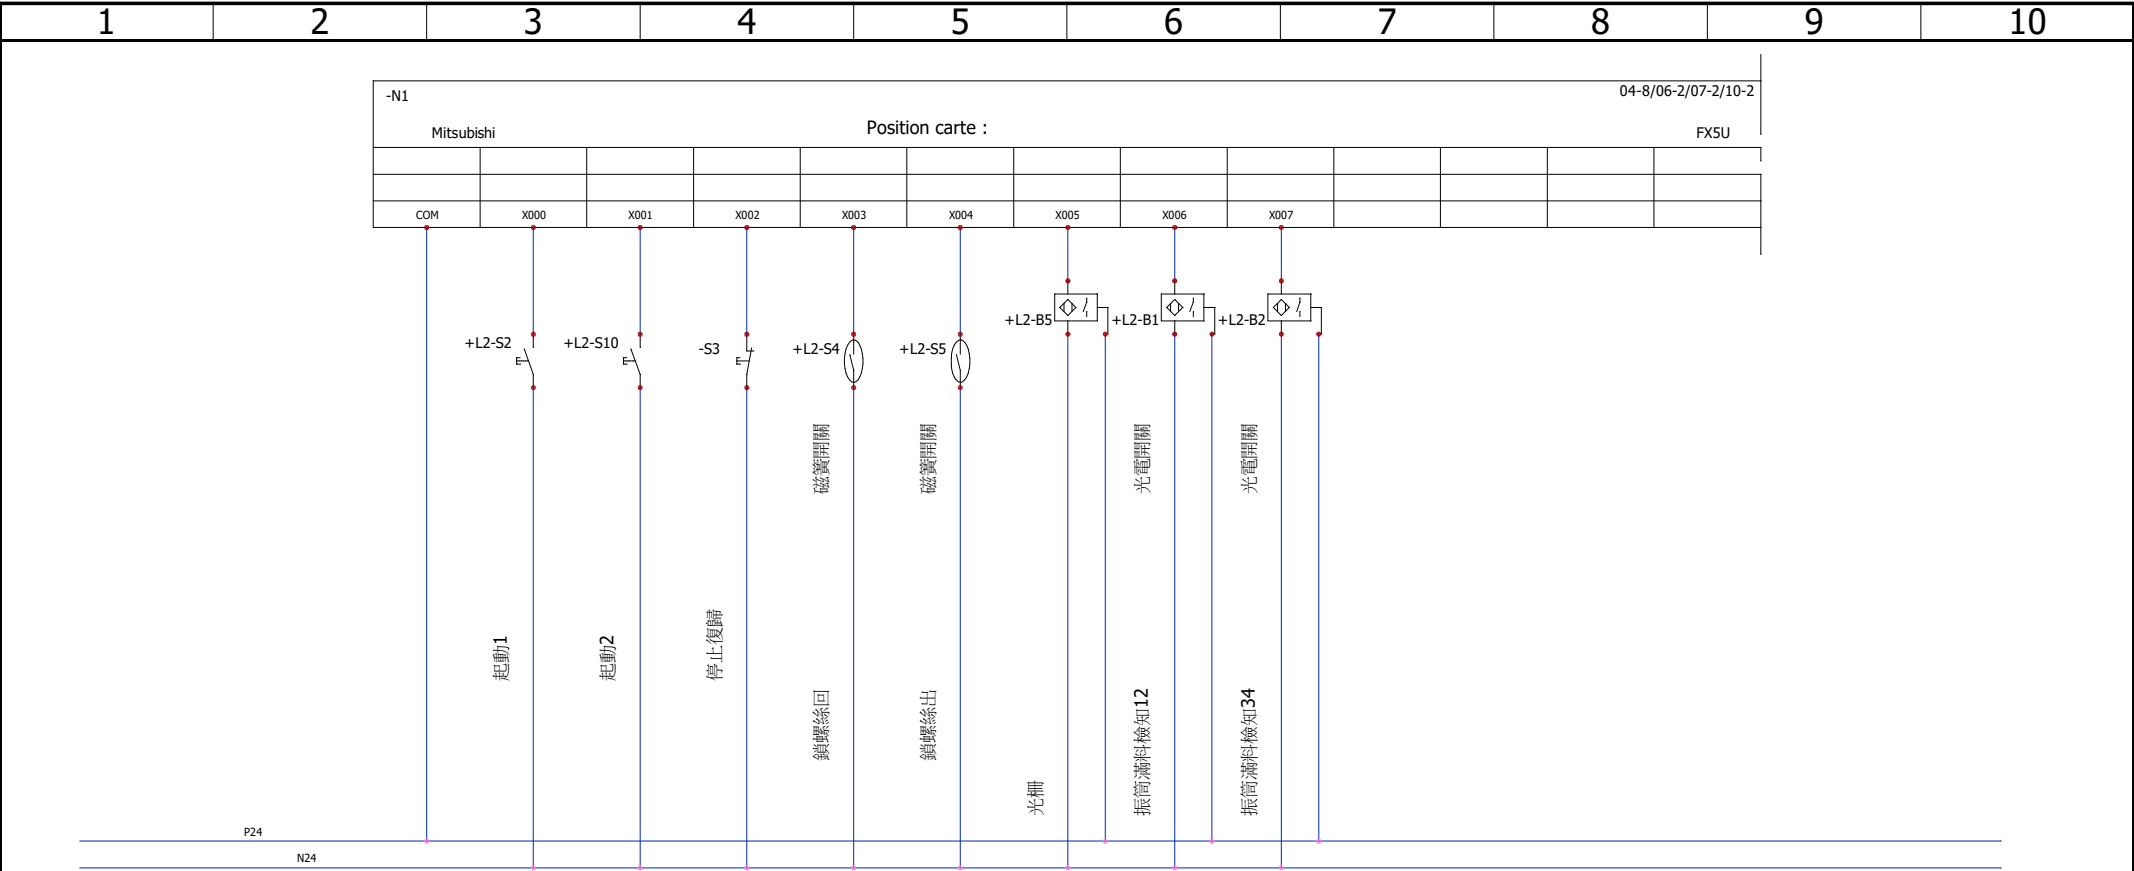 1 2 3 4 5 6 7 8 9 10
-N1 04-8/06-2/07-2/10-2
Mitsubishi Position carte : FX5U
COM X000 X001 X002 X003 X004 X005 X006 X007
+L2-B5 +L2-B1 +L2-B2
+L2-S2 +L2-S10 -S3 +L2-S4 +L2-S5
磁簧開關
磁簧開關
光電開關
光電開關
起動1
起動2
停止復歸
鎖螺絲回
鎖螺絲出
光柵
振筒滿料檢知12
振筒滿料檢知34
P24
N24